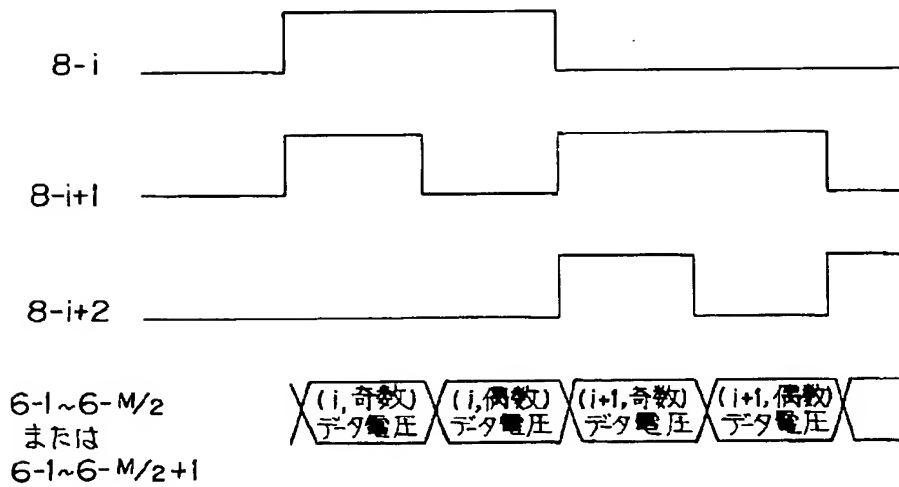 8-i
8-i+1
8-i+2
6-1~6-M/2
または
6-1~6-M/2+1
(i,奇数)
データ電圧
(i,偶数)
データ電圧
(i+1,奇数)
データ電圧
(i+1,偶数)
データ電圧